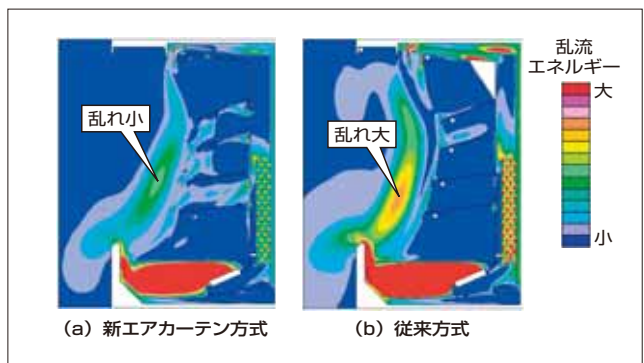 乱れ小
乱れ大
乱流
エネルギー
大
小
(a) 新エアカーテン方式
(b) 従来方式